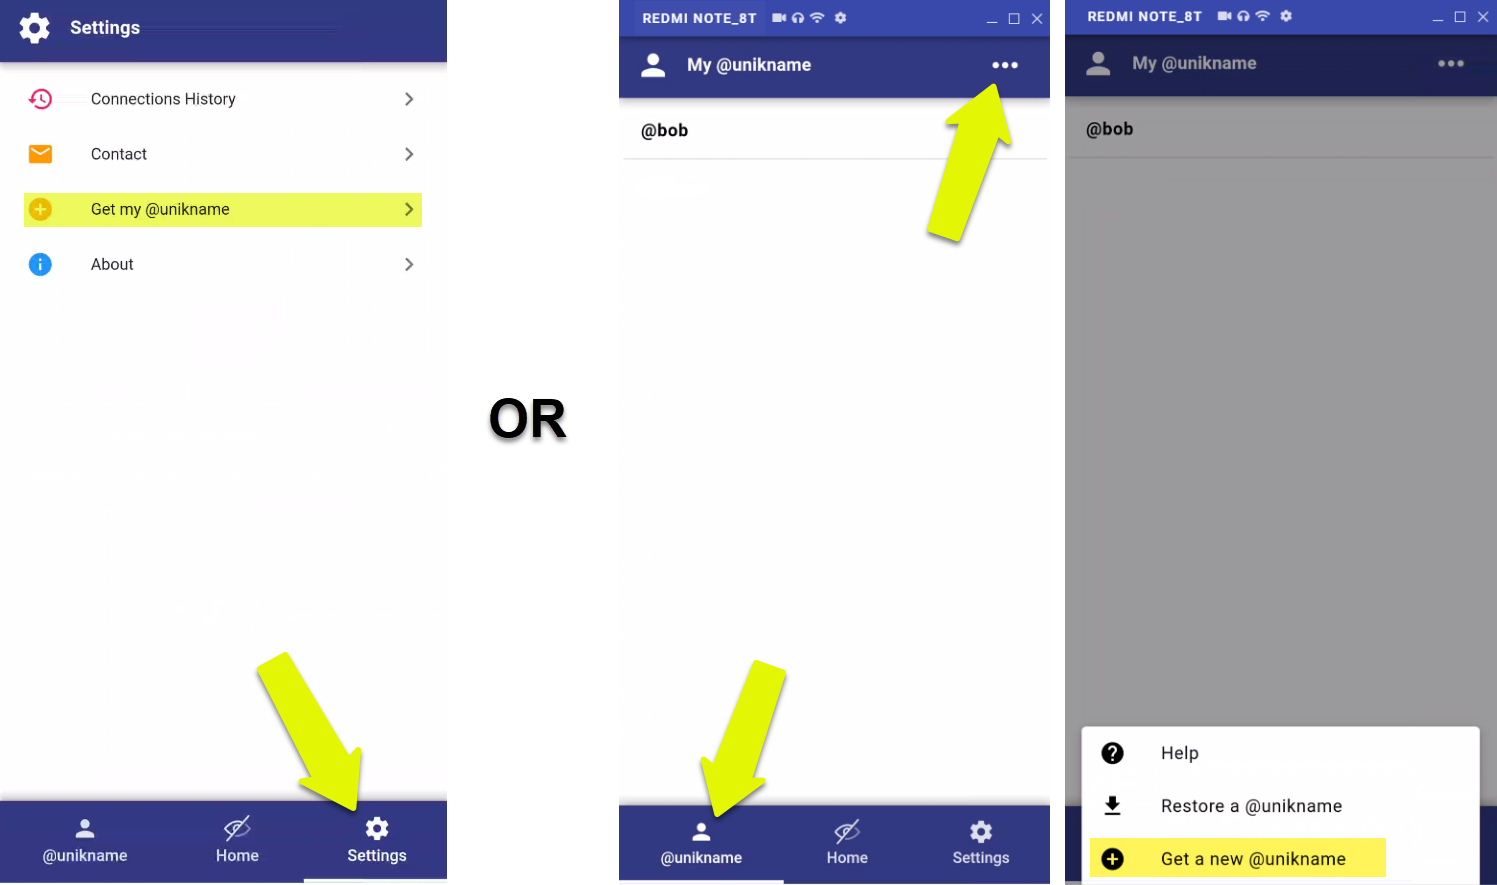 Settings
Connections History
Contact
Get my @unikname
About
@unikname
Home
Settings
OR
REDMI NOTE_8T
My @unikname
@bob
@unikname
Home
Settings
REDMI NOTE_8T
My @unikname
@bob
Help
Restore a @unikname
Get a new @unikname